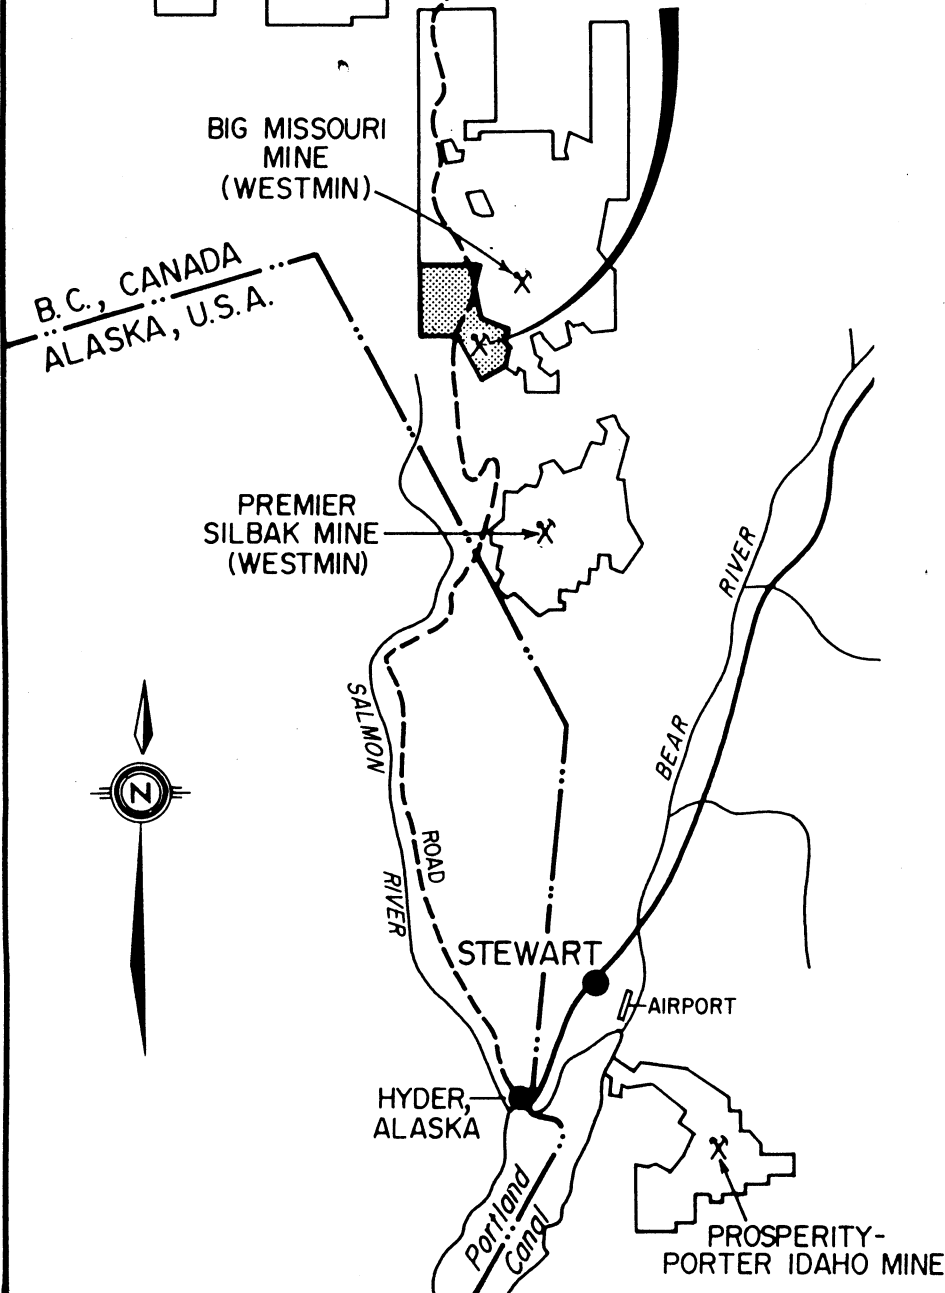 BIG MISSOURI
MINE
(WESTMIN)
B.C., CANADA
ALASKA, U.S.A.
PREMIER
SILBAK MINE
(WESTMIN)
RIVER
BEAR
SALMON
RIVER
ROAD
N
STEWART
AIRPORT
HYDER,
ALASKA
Portland
Canal
PROSPERITY-
PORTER IDAHO MINE